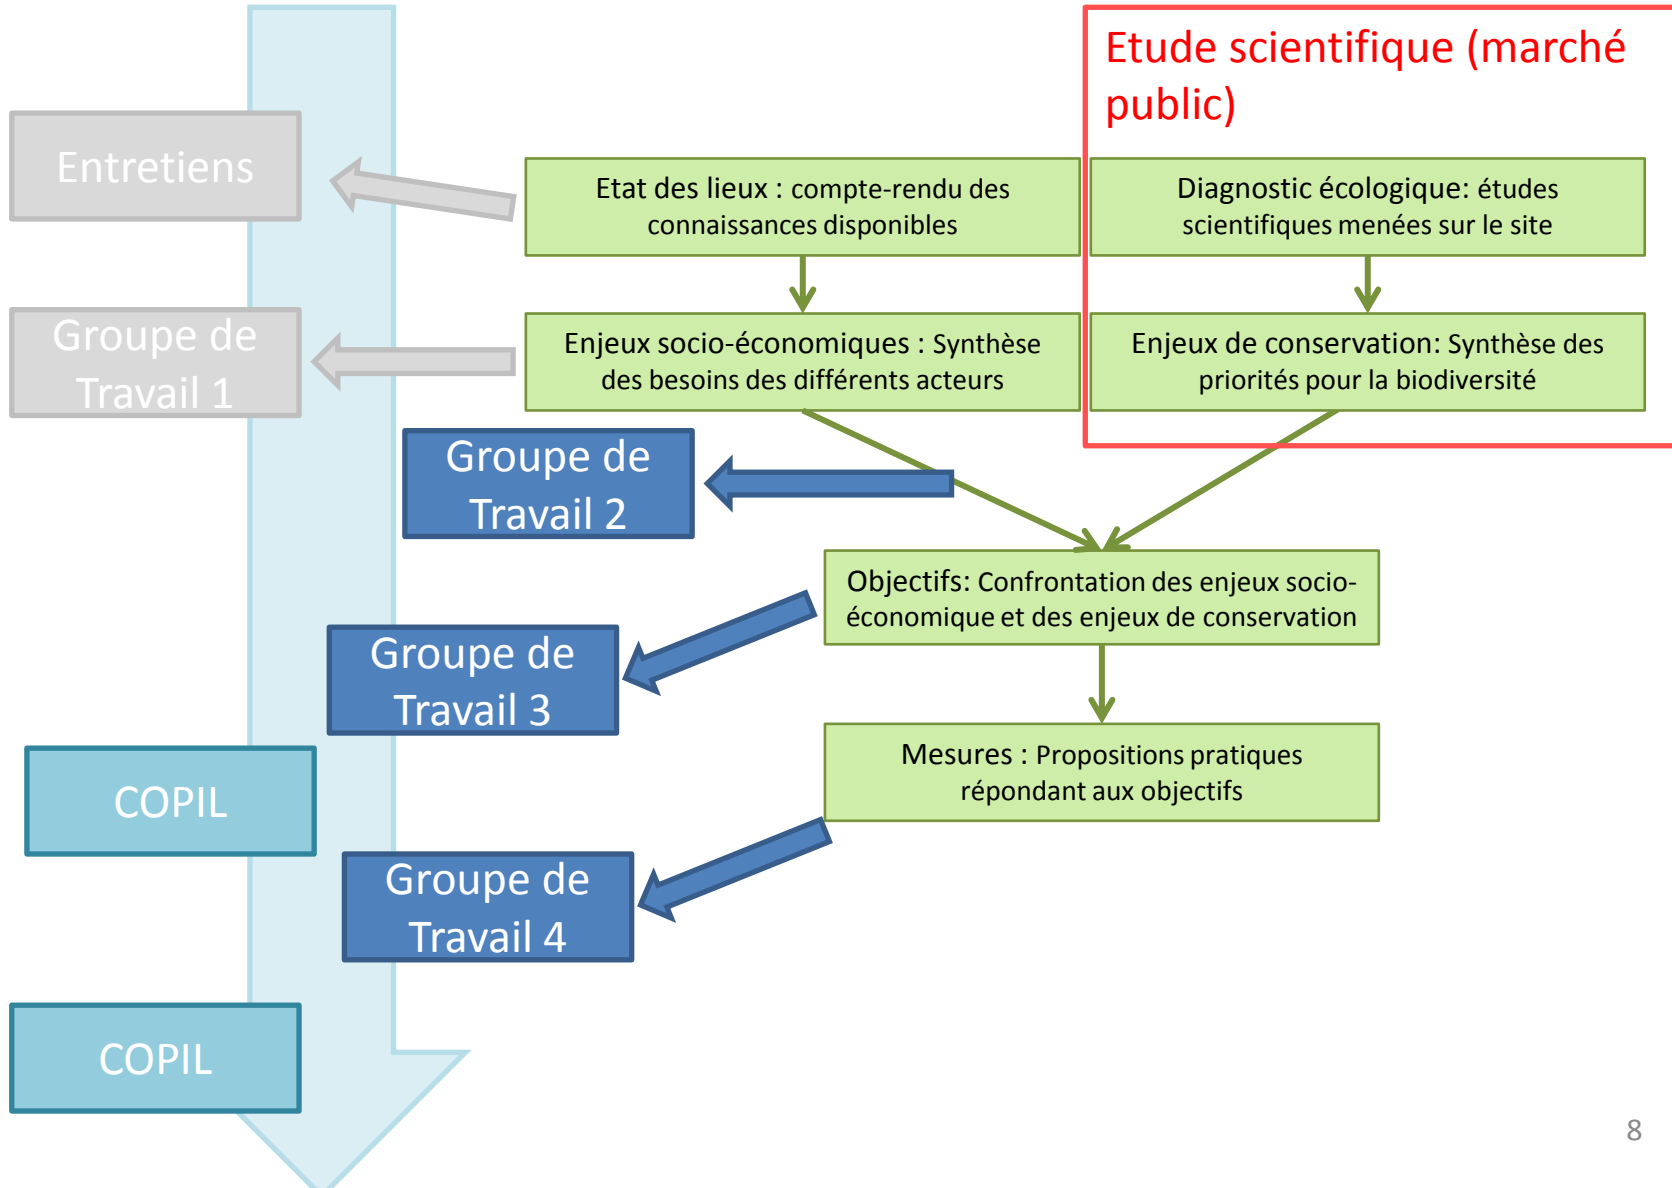 Etude scientifique (marché
public)
Entretiens
Etat des lieux : compte-rendu des
connaissances disponibles
Diagnostic écologique: études
scientifiques menées sur le site
Groupe de
Travail 1
Enjeux socio-économiques : Synthèse
des besoins des différents acteurs
Enjeux de conservation: Synthèse des
priorités pour la biodiversité
Groupe de
Travail 2
Objectifs: Confrontation des enjeux socio-
économique et des enjeux de conservation
Groupe de
Travail 3
Mesures : Propositions pratiques
répondant aux objectifs
COPIL
Groupe de
Travail 4
COPIL
8